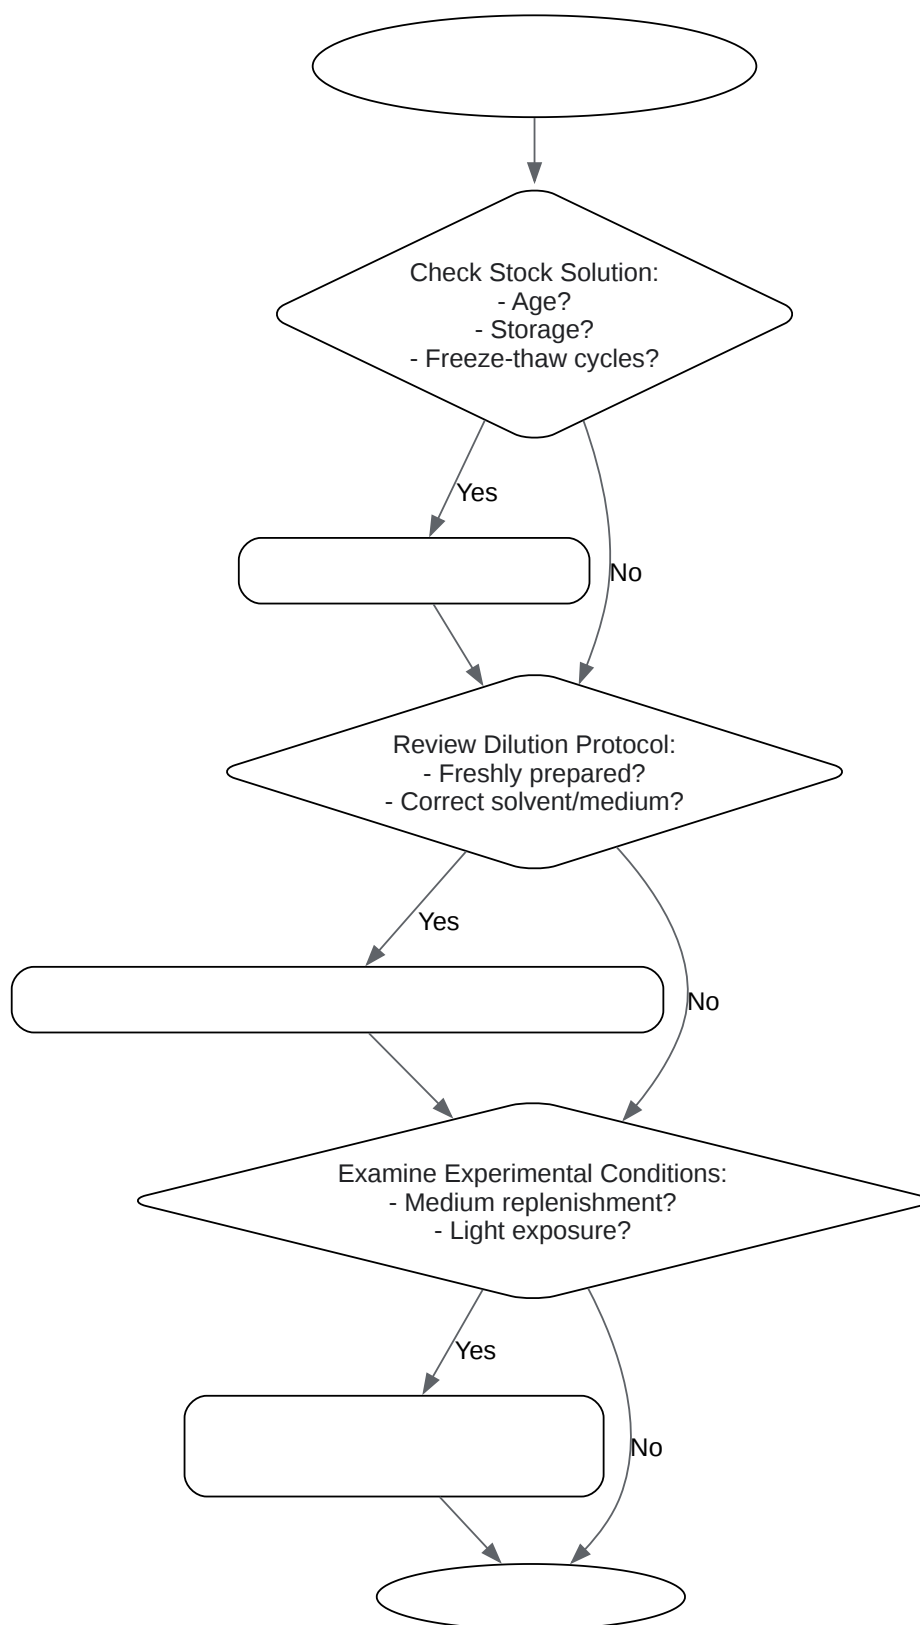 Check Stock Solution:
- Age?
- Storage?
- Freeze-thaw cycles?
Yes
No
Review Dilution Protocol:
- Freshly prepared?
- Correct solvent/medium?
Yes
No
Examine Experimental Conditions:
- Medium replenishment?
- Light exposure?
Yes
No